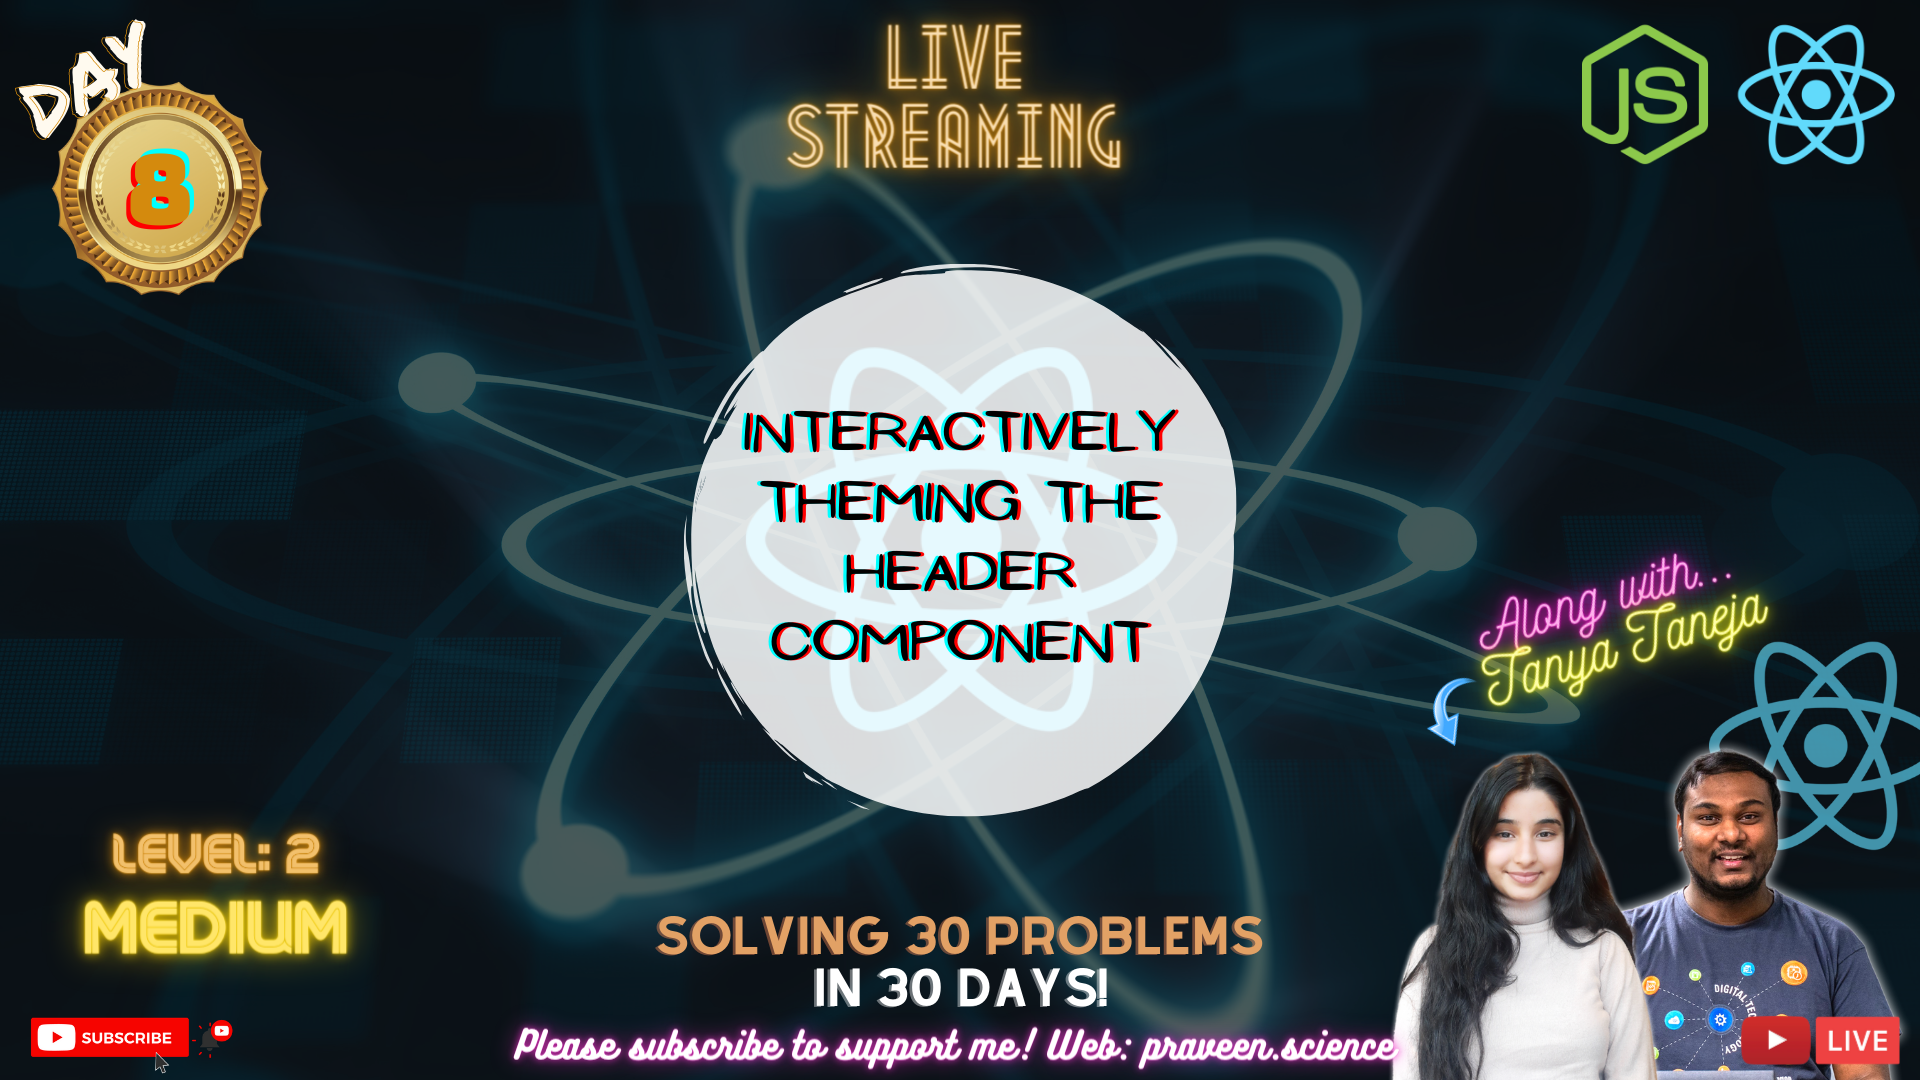 DAY
8
LIVE
STREAMING
JS
INTERACTIVELY
THEMING THE
HEADER
COMPONENT
Along with...
Tanya Taneja
LEVEL: 2
MEDIUM
SOLVING 30 PROBLEMS
IN 30 DAYS!
Please subscribe to support me! Web: praveen.science
SUBSCRIBE
DIGITAL
LIVE